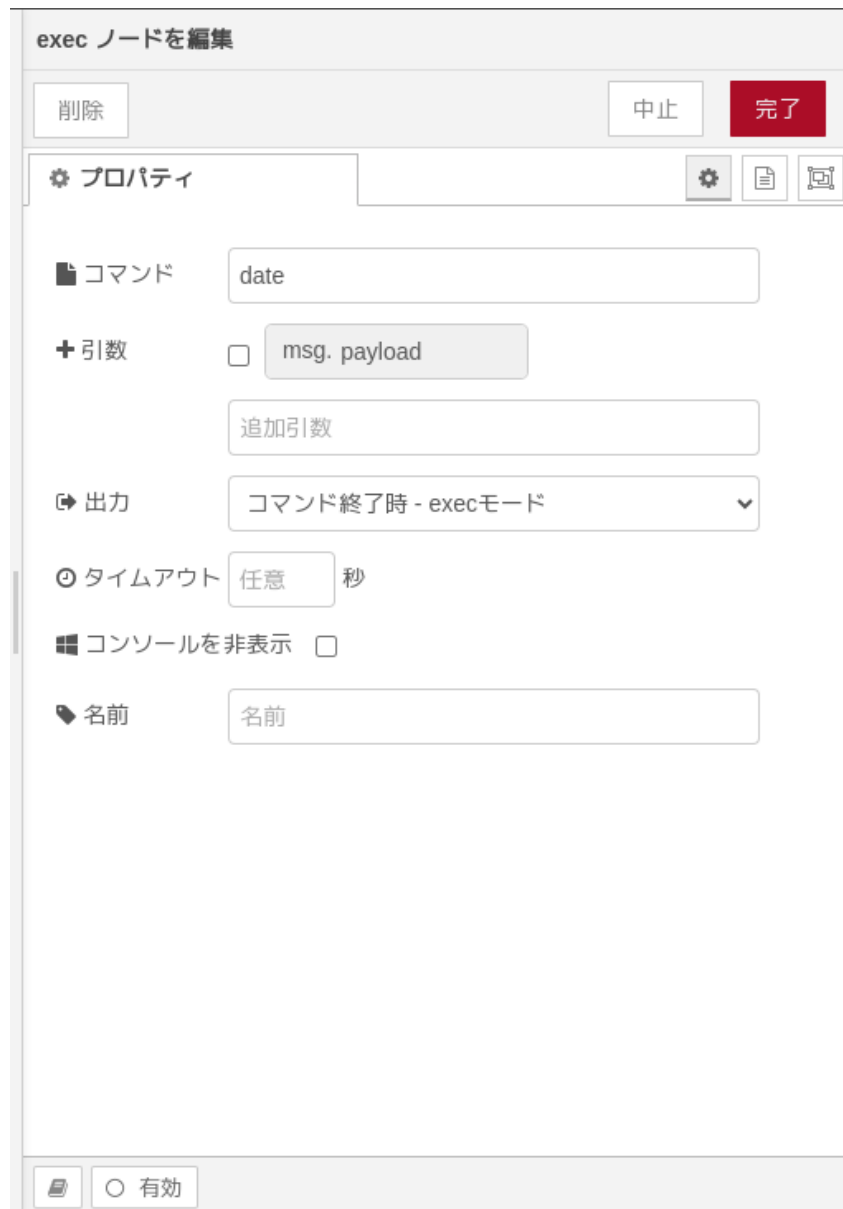 exec ノードを編集
削除
中止
完了
プロパティ
コマンド
date
引数
msg. payload
追加引数
出力
コマンド終了時 - execモード
タイムアウト
任意
秒
コンソールを非表示
名前
名前
有効